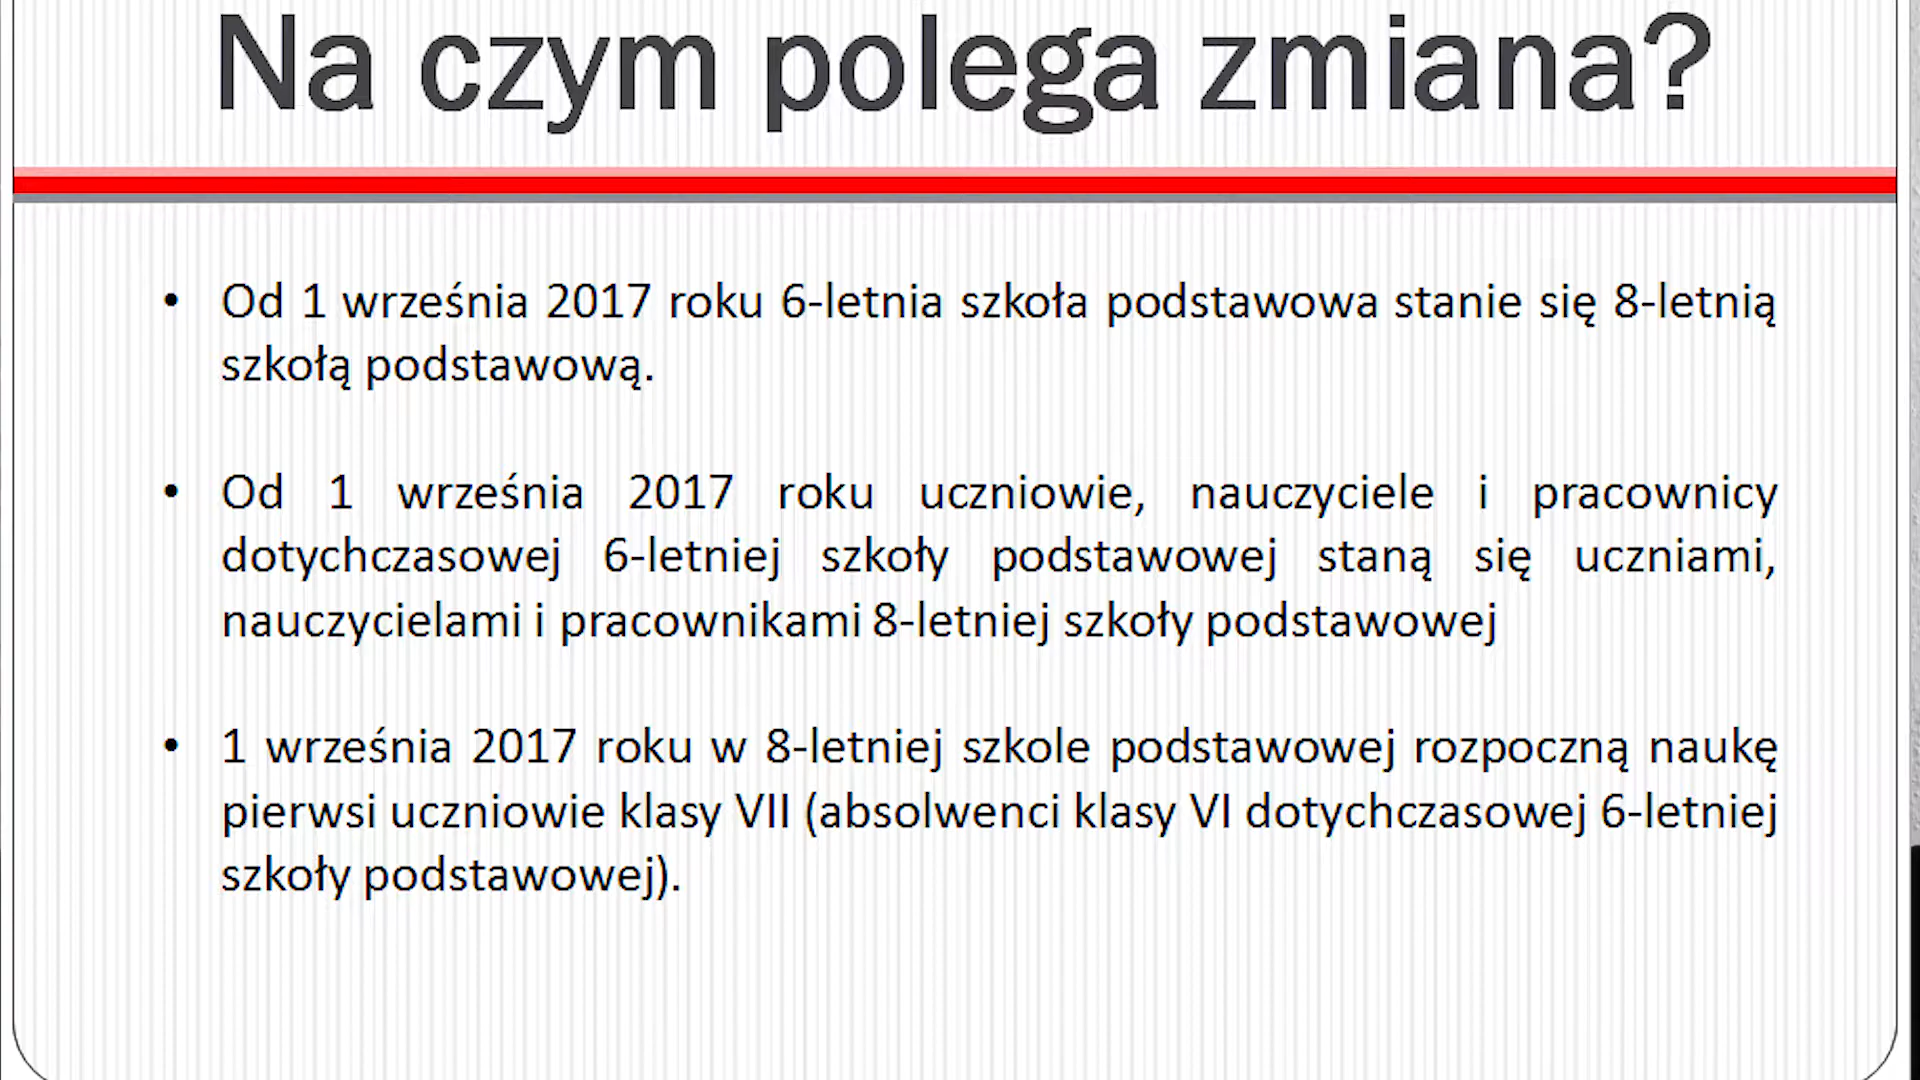 Na czym polega zmiana?
• Od 1 września 2017 roku 6-letnia szkoła podstawowa stanie się 8-letnią
szkołą podstawową.
• Od 1 września 2017 roku uczniowie, nauczyciele i pracownicy
dotychczasowej 6-letniej szkoły podstawowej staną się uczniami,
nauczycielami i pracownikami 8-letniej szkoły podstawowej
• 1 września 2017 roku w 8-letniej szkole podstawowej rozpoczną naukę
pierwsi uczniowie klasy VII (absolwenci klasy VI dotychczasowej 6-letniej
szkoły podstawowej).